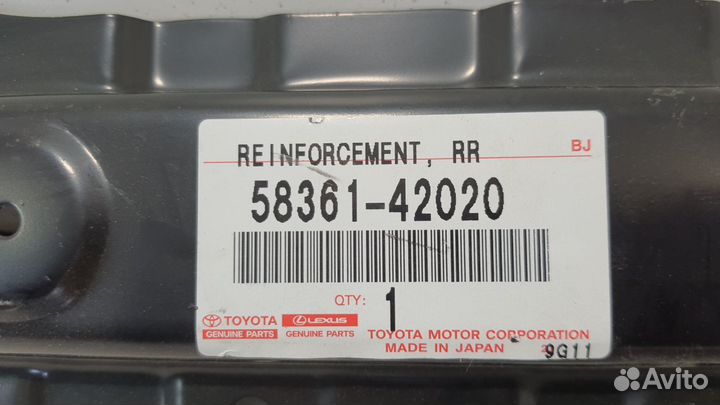 REINFORCEMENT, RR
BJ
58361-42020
QTY: 1
TOYOTA LEXUS
GENUINE PARTS GENUINE PARTS
TOYOTA MOTOR CORPORATION
MADE IN JAPAN
9G11
Avito